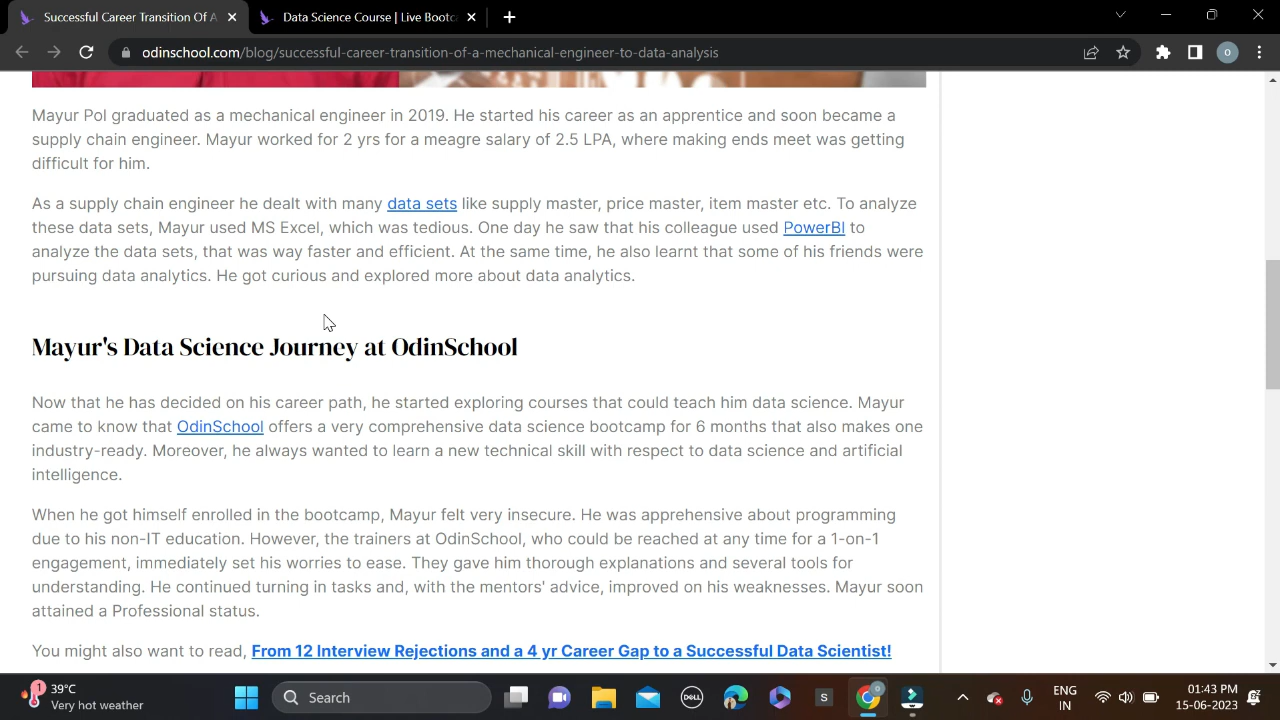 Successful Career Transition Of A
Data Science Course | Live Bootc
odinschool.com/blog/successful-career-transition-of-a-mechanical-engineer-to-data-analysis
Mayur Pol graduated as a mechanical engineer in 2019. He started his career as an apprentice and soon became a
supply chain engineer. Mayur worked for 2 yrs for a meagre salary of 2.5 LPA, where making ends meet was getting
difficult for him.
As a supply chain engineer he dealt with many data sets like supply master, price master, item master etc. To analyze
these data sets, Mayur used MS Excel, which was tedious. One day he saw that his colleague used PowerBI to
analyze the data sets, that was way faster and efficient. At the same time, he also learnt that some of his friends were
pursuing data analytics. He got curious and explored more about data analytics.
Mayur's Data Science Journey at OdinSchool
Now that he has decided on his career path, he started exploring courses that could teach him data science. Mayur
came to know that OdinSchool offers a very comprehensive data science bootcamp for 6 months that also makes one
industry-ready. Moreover, he always wanted to learn a new technical skill with respect to data science and artificial
intelligence.
When he got himself enrolled in the bootcamp, Mayur felt very insecure. He was apprehensive about programming
due to his non-IT education. However, the trainers at OdinSchool, who could be reached at any time for a 1-on-1
engagement, immediately set his worries to ease. They gave him thorough explanations and several tools for
understanding. He continued turning in tasks and, with the mentors' advice, improved on his weaknesses. Mayur soon
attained a Professional status.
You might also want to read, From 12 Interview Rejections and a 4 yr Career Gap to a Successful Data Scientist!
1
39°C
Very hot weather
Search
DELL
S
ENG
IN
01:43 PM
15-06-2023